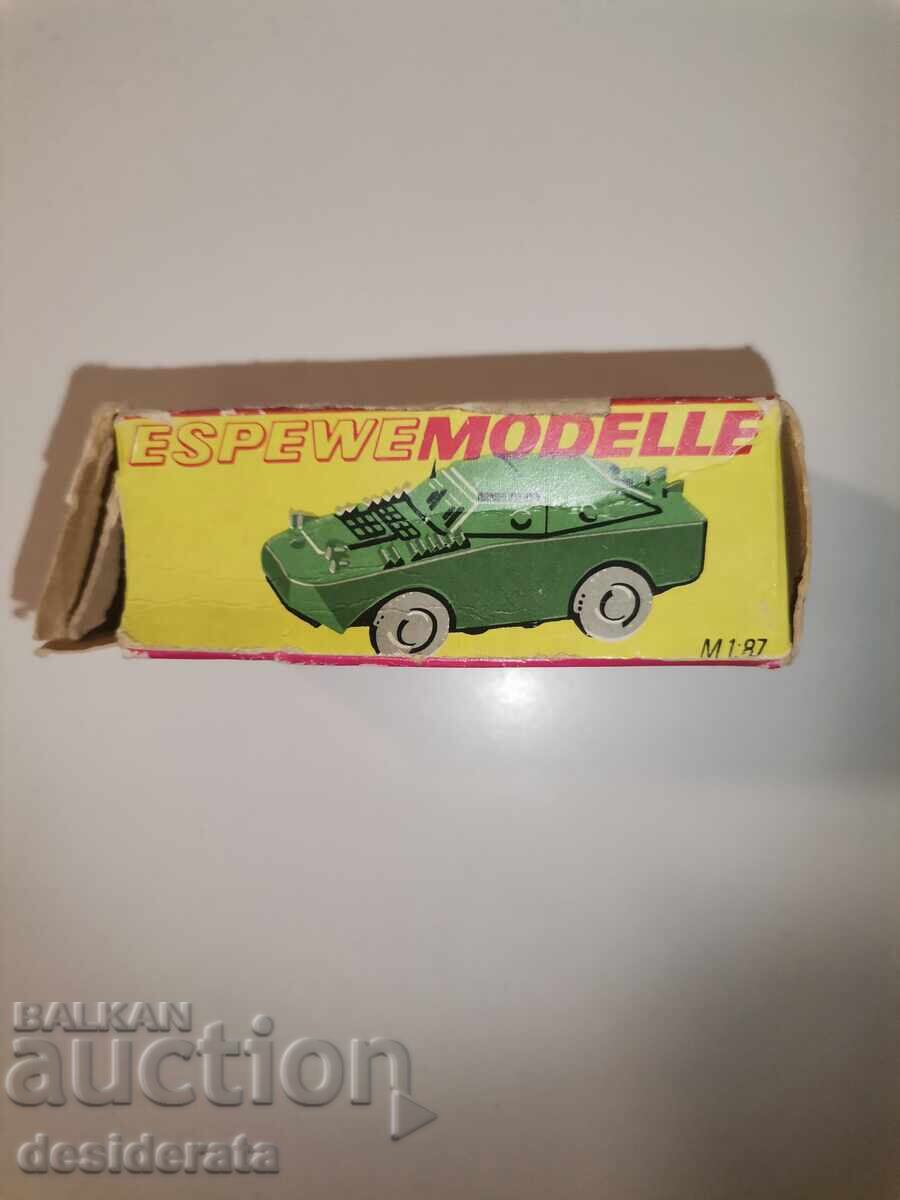 ESPEWEMODELLE
M 1:87
BALKAN
auction
desiderata